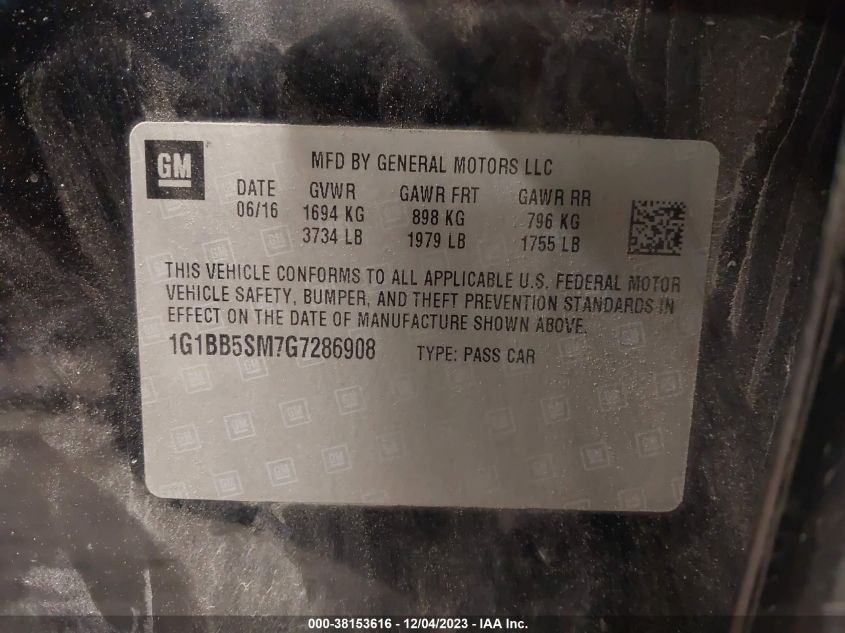 GM
MFD BY GENERAL MOTORS LLC
DATE GVWR GAWR FRT GAWR RR
06/16 1694 KG 898 KG 796 KG
3734 LB 1979 LB 1755 LB
THIS VEHICLE CONFORMS TO ALL APPLICABLE U.S. FEDERAL MOTOR
VEHICLE SAFETY, BUMPER, AND THEFT PREVENTION STANDARDS IN
EFFECT ON THE DATE OF MANUFACTURE SHOWN ABOVE.
1G1BB5SM7G7286908 TYPE: PASS CAR
000-38153616 - 12/04/2023 - IAA Inc.